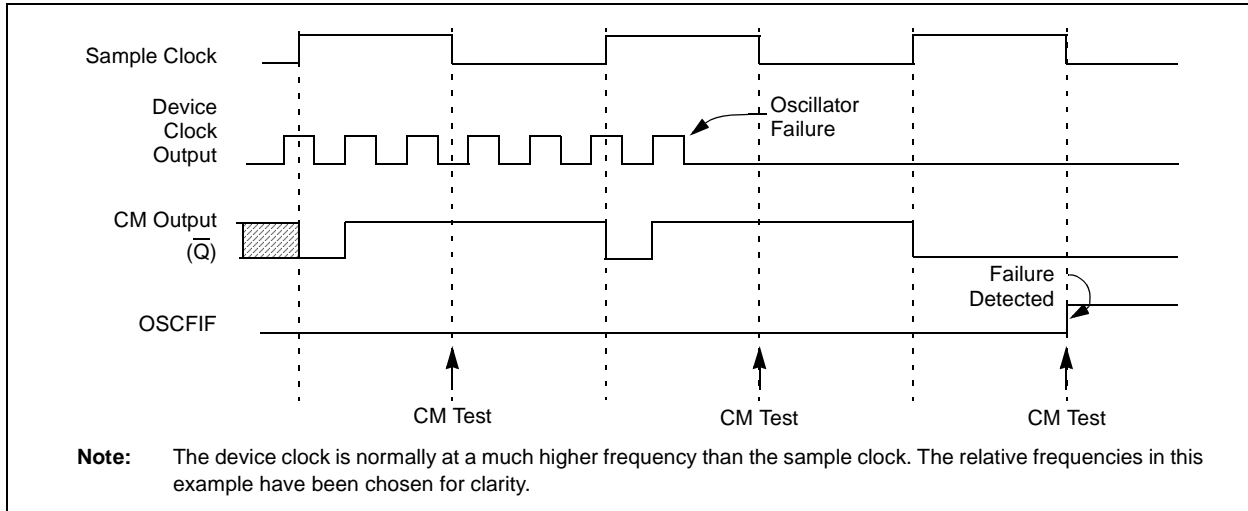 Sample Clock
Device
Clock
Output
Oscillator
Failure
CM Output
(Q̅)
Failure
Detected
OSCFIF
CM Test
CM Test
CM Test
Note: The device clock is normally at a much higher frequency than the sample clock. The relative frequencies in this
example have been chosen for clarity.